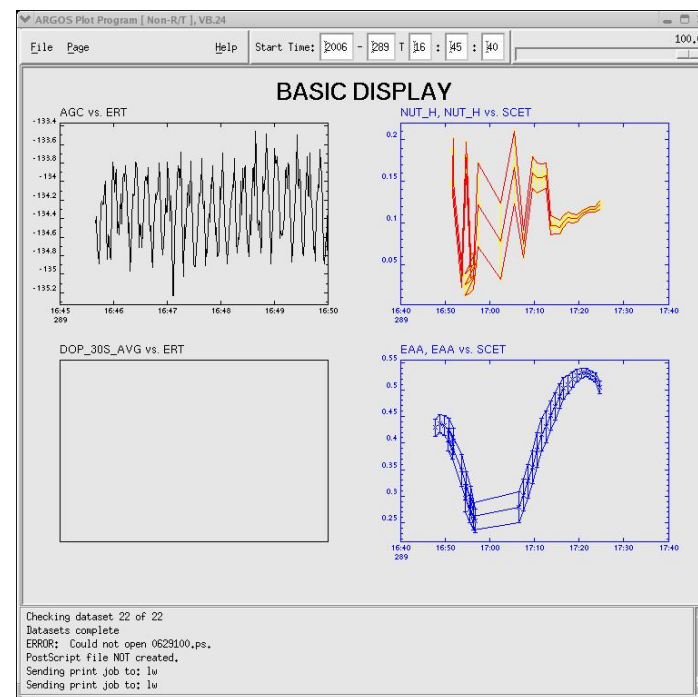 ARGOS Plot Program [ Non-R/T ], VB.24
File Page Help Start Time: 2006 - 289 T 16 : 45 : 40 100.
BASIC DISPLAY
AGC vs. ERT
-133.4
-133.6
-133.8
-134
-134.2
-134.4
-134.6
-134.8
-135
-135.2
16:45 16:46 16:47 16:48 16:49 16:50
289
NUT_H, NUT_H vs. SCET
0.2
0.15
0.1
0.05
16:40 16:50 17:00 17:10 17:20 17:30 17:40
289
DOP_30S_AVG vs. ERT
EAA, EAA vs. SCET
0.55
0.5
0.45
0.4
0.35
0.3
0.25
16:40 16:50 17:00 17:10 17:20 17:30 17:40
289
Checking dataset 22 of 22
Datasets complete
ERROR: Could not open 0629100.ps.
PostScript file NOT created.
Sending print job to: lw
Sending print job to: lw